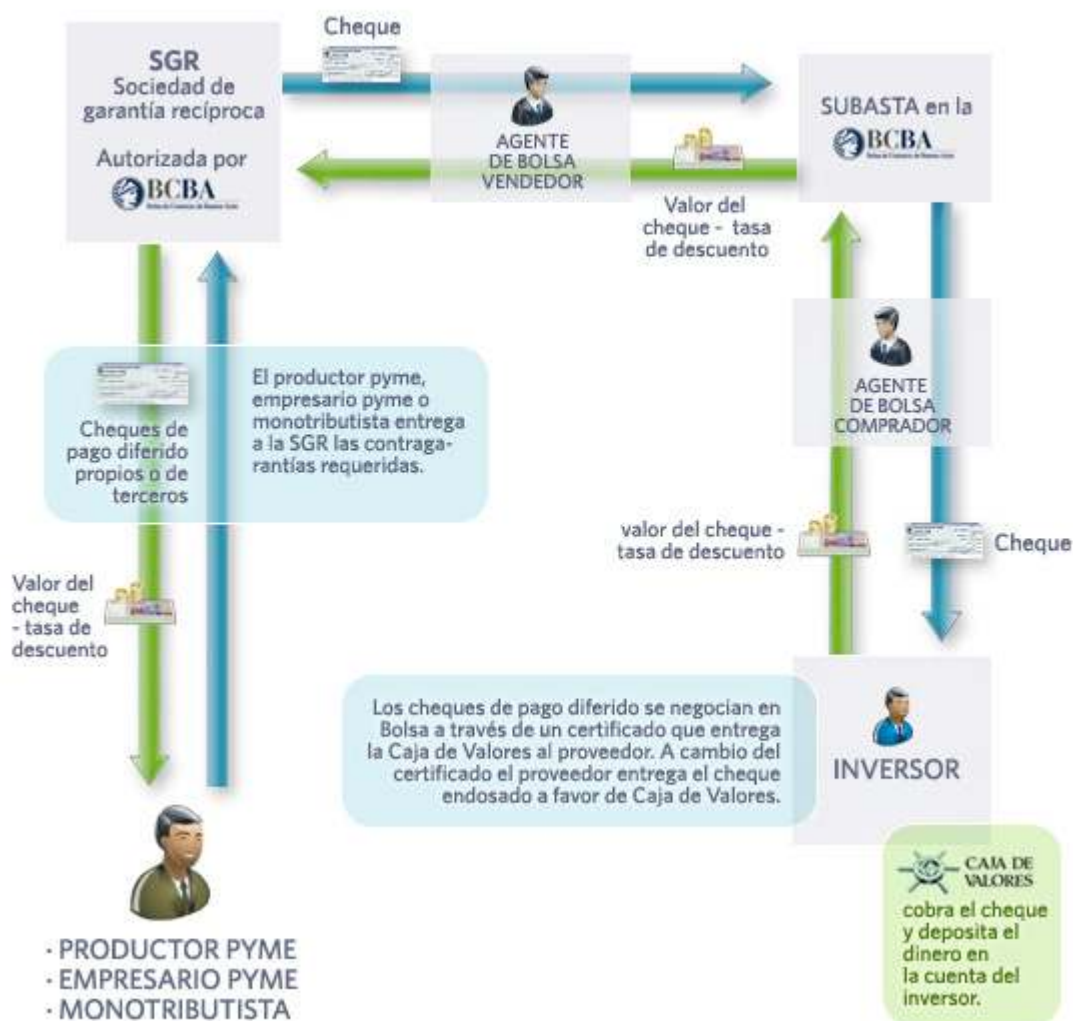 Cheque
SGR
Sociedad de
garantía recíproca
Autorizada por
BCBA
Bolsa de Comercio de Buenos Aires
AGENTE
DE BOLSA
VENDEDOR
SUBASTA en la
BCBA
Valor del
cheque - tasa
de descuento
Cheques de
pago diferido
propios o de
terceros
El productor pyme,
empresario pyme o
monotributista entrega
a la SGR las contraga-
rantías requeridas.
AGENTE
DE BOLSA
COMPRADOR
valor del cheque -
tasa de descuento
Cheque
Valor del
cheque
- tasa de
descuento
Los cheques de pago diferido se negocian en
Bolsa a través de un certificado que entrega
la Caja de Valores al proveedor. A cambio del
certificado el proveedor entrega el cheque
endosado a favor de Caja de Valores.
INVERSOR
CAJA DE
VALORES
cobra el cheque
y deposita el
dinero en
la cuenta del
inversor.
· PRODUCTOR PYME
· EMPRESARIO PYME
· MONOTRIBUTISTA